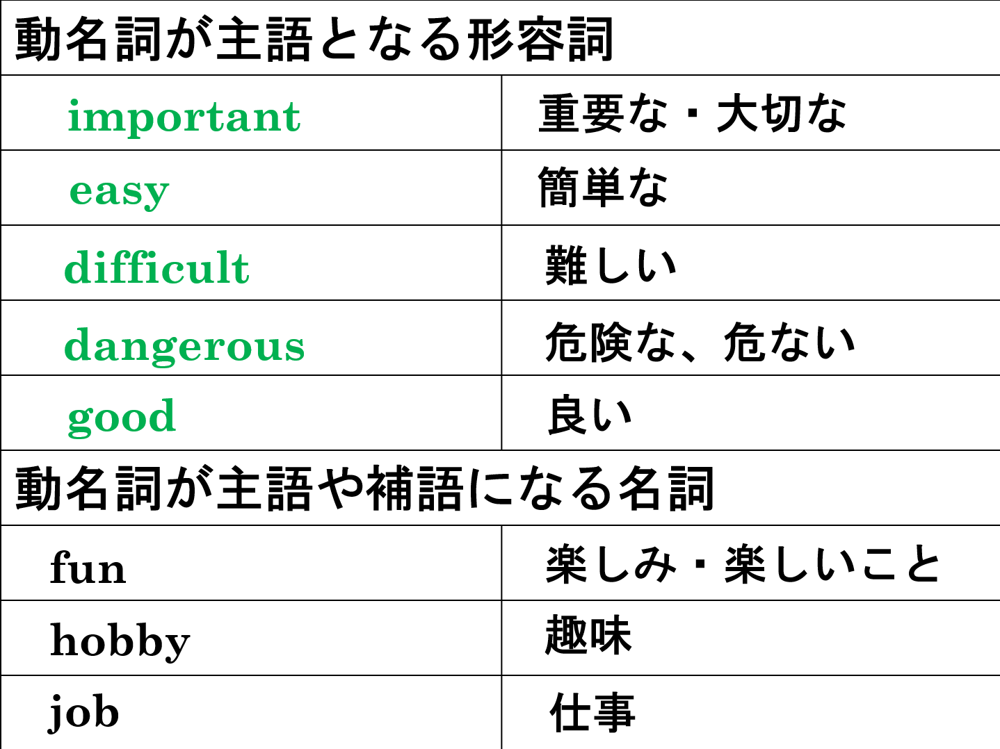 動名詞が主語となる形容詞
important 重要な・大切な
easy 簡単な
difficult 難しい
dangerous 危険な、危ない
good 良い
動名詞が主語や補語になる名詞
fun 楽しみ・楽しいこと
hobby 趣味
job 仕事